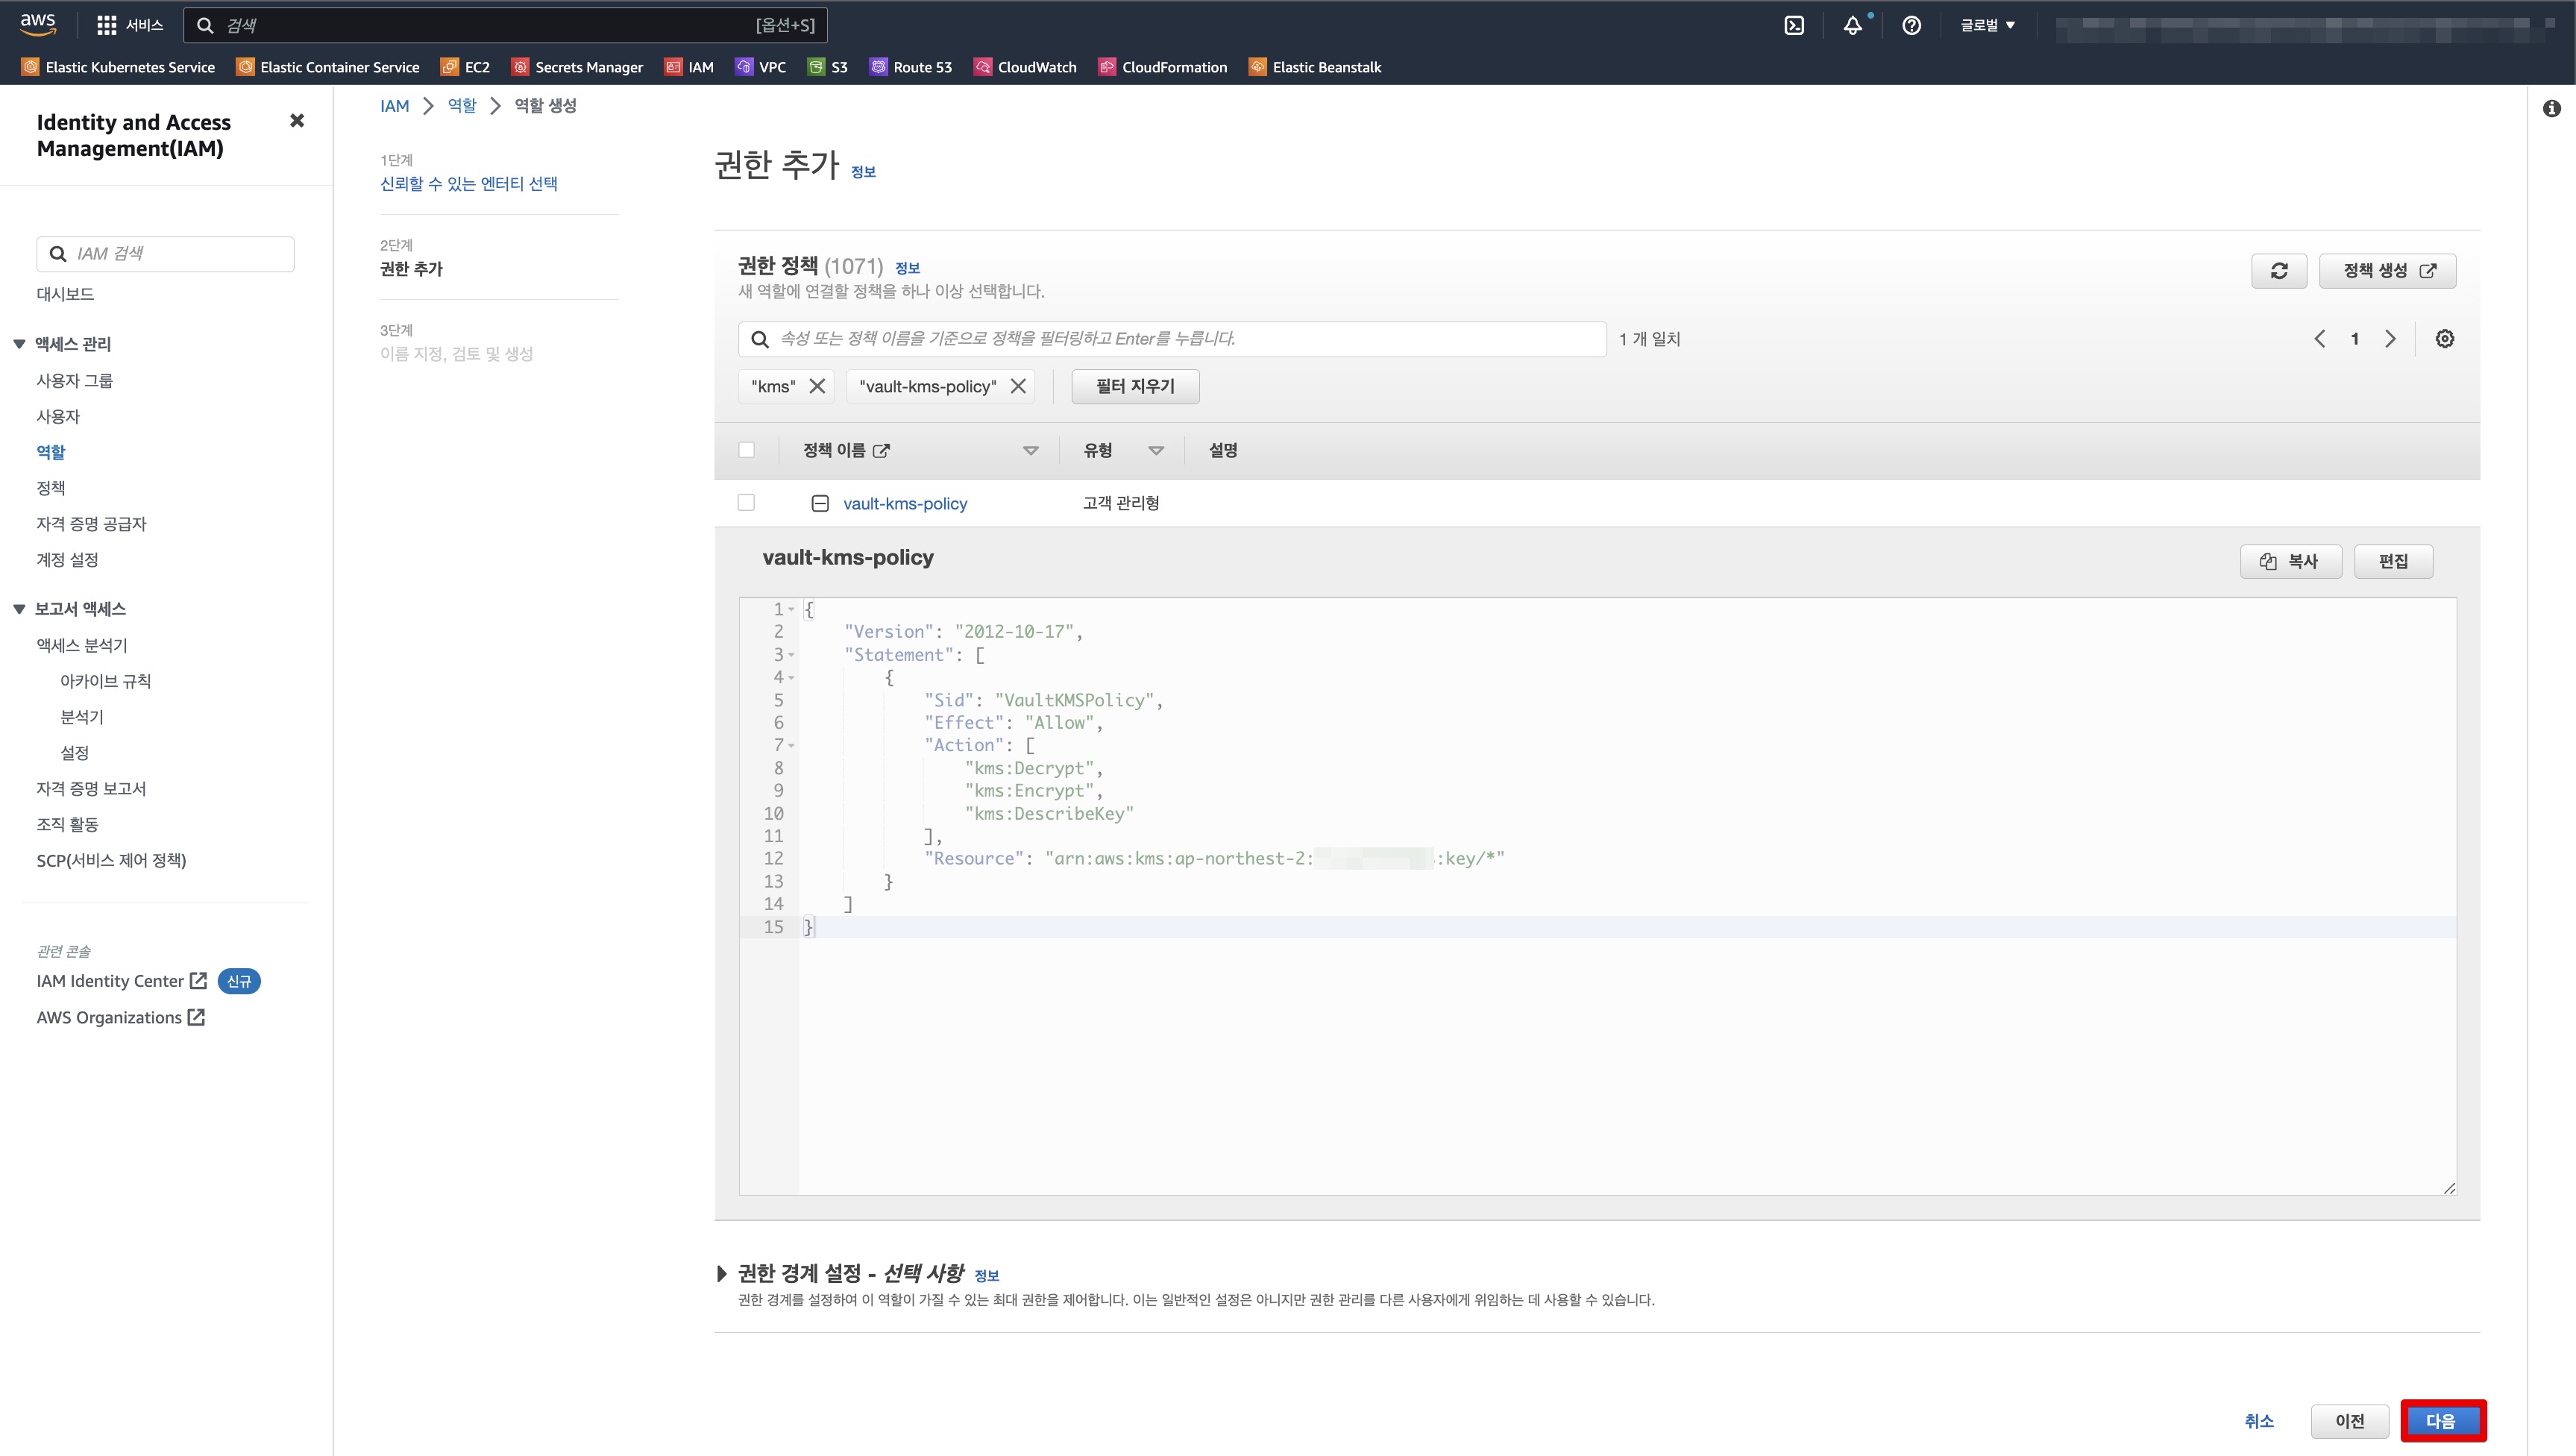 aws 서비스 검색 [옵션+S] 글로벌
Elastic Kubernetes Service Elastic Container Service EC2 Secrets Manager IAM VPC S3 Route 53 CloudWatch CloudFormation Elastic Beanstalk
Identity and Access
Management(IAM)
IAM 검색
대시보드
액세스 관리
사용자 그룹
사용자
역할
정책
자격 증명 공급자
계정 설정
보고서 액세스
액세스 분석기
아카이브 규칙
분석기
설정
자격 증명 보고서
조직 활동
SCP(서비스 제어 정책)
관련 콘솔
IAM Identity Center 신규
AWS Organizations
IAM 역할 역할 생성
1단계
신뢰할 수 있는 엔터티 선택
2단계
권한 추가
3단계
이름 지정, 검토 및 생성
권한 추가 정보
권한 정책 (1071) 정보
새 역할에 연결할 정책을 하나 이상 선택합니다.
정책 생성
속성 또는 정책 이름을 기준으로 정책을 필터링하고 Enter를 누릅니다. 1 개 일치
1
"kms" "vault-kms-policy" 필터 지우기
정책 이름 유형 설명
vault-kms-policy 고객 관리형
vault-kms-policy 복사 편집
1 {
2 "Version": "2012-10-17",
3 "Statement": [
4 {
5 "Sid": "VaultKMSPolicy",
6 "Effect": "Allow",
7 "Action": [
8 "kms:Decrypt",
9 "kms:Encrypt",
10 "kms:DescribeKey"
11 ],
12 "Resource": "arn:aws:kms:ap-northest-2: :key/*"
13 }
14 ]
15 }
권한 경계 설정 - 선택 사항 정보
권한 경계를 설정하여 이 역할이 가질 수 있는 최대 권한을 제어합니다. 이는 일반적인 설정은 아니지만 권한 관리를 다른 사용자에게 위임하는 데 사용할 수 있습니다.
취소 이전 다음